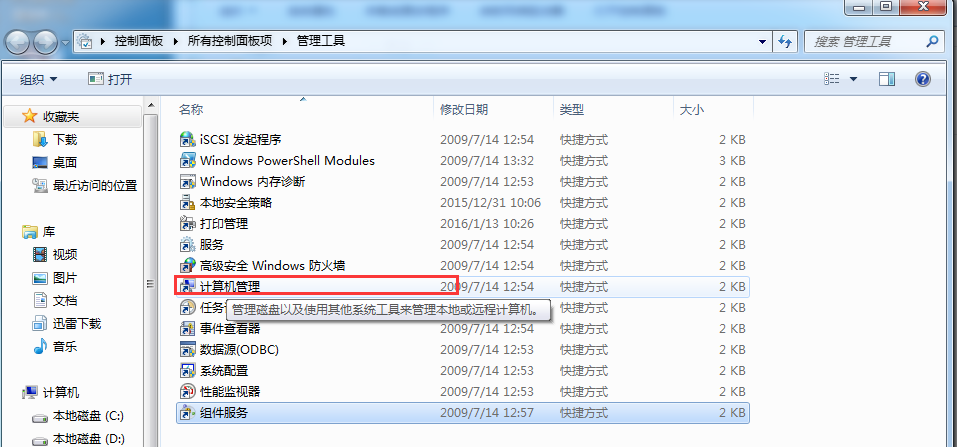 控制面板 ▶ 所有控制面板项 ▶ 管理工具
搜索 管理工具
组织 打开
名称 修改日期 类型 大小
收藏夹
下载
桌面
最近访问的位置
库
视频
图片
文档
迅雷下载
音乐
计算机
本地磁盘 (C:)
本地磁盘 (D:)
iSCSI 发起程序 2009/7/14 12:54 快捷方式 2 KB
Windows PowerShell Modules 2009/7/14 13:32 快捷方式 3 KB
Windows 内存诊断 2009/7/14 12:53 快捷方式 2 KB
本地安全策略 2015/12/31 10:06 快捷方式 2 KB
打印管理 2016/1/13 10:26 快捷方式 2 KB
服务 2009/7/14 12:54 快捷方式 2 KB
高级安全 Windows 防火墙 2009/7/14 12:54 快捷方式 2 KB
计算机管理 2009/7/14 12:54 快捷方式 2 KB
任务 快捷方式 2 KB
管理磁盘以及使用其他系统工具来管理本地或远程计算机。
事件查看器 2009/7/14 12:54 快捷方式 2 KB
数据源(ODBC) 2009/7/14 12:53 快捷方式 2 KB
系统配置 2009/7/14 12:53 快捷方式 2 KB
性能监视器 2009/7/14 12:53 快捷方式 2 KB
组件服务 2009/7/14 12:57 快捷方式 2 KB